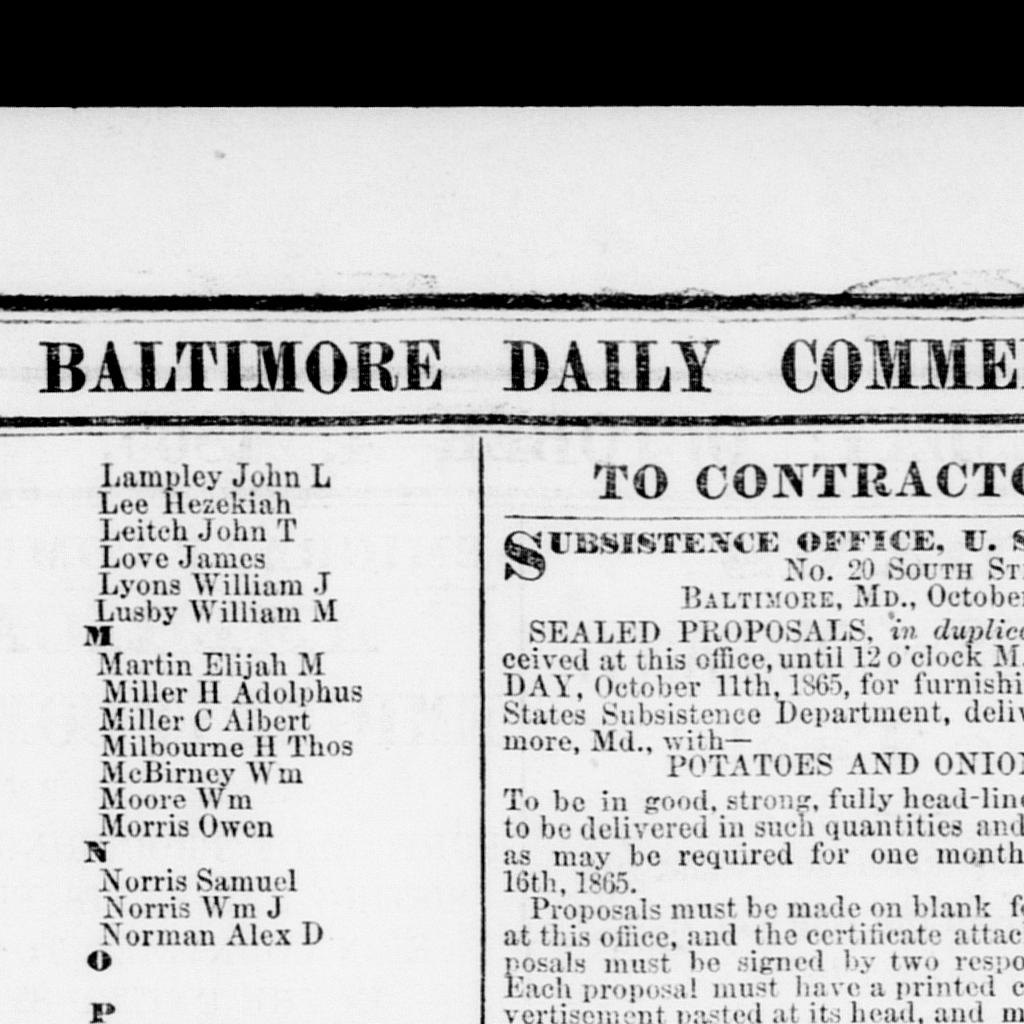 BALTIMORE DAILY COMME
Lampley John L
Lee Hezekiah
Leitch John T
Love James
Lyons William J
Lusby William M
M
Martin Elijah M
Miller H Adolphus
Miller C Albert
Milbourne H Thos
McBirney Wm
Moore Wm
Morris Owen
N
Norris Samuel
Norris Wm J
Norman Alex D
O
P
TO CONTRACTO
SUBSISTENCE OFFICE, U. S
No. 20 SOUTH ST
BALTIMORE, MD., October
SEALED PROPOSALS, in duplic
ceived at this office, until 12 o'clock M.
DAY, October 11th, 1865, for furnishi
States Subsistence Department, deliv
more, Md., with—
POTATOES AND ONION
To be in good, strong, fully head-line
to be delivered in such quantities and
as may be required for one month
16th, 1865.
Proposals must be made on blank fo
at this office, and the certificate attac
posals must be signed by two respo
Each proposal must have a printed c
vertisement pasted at its head, and m